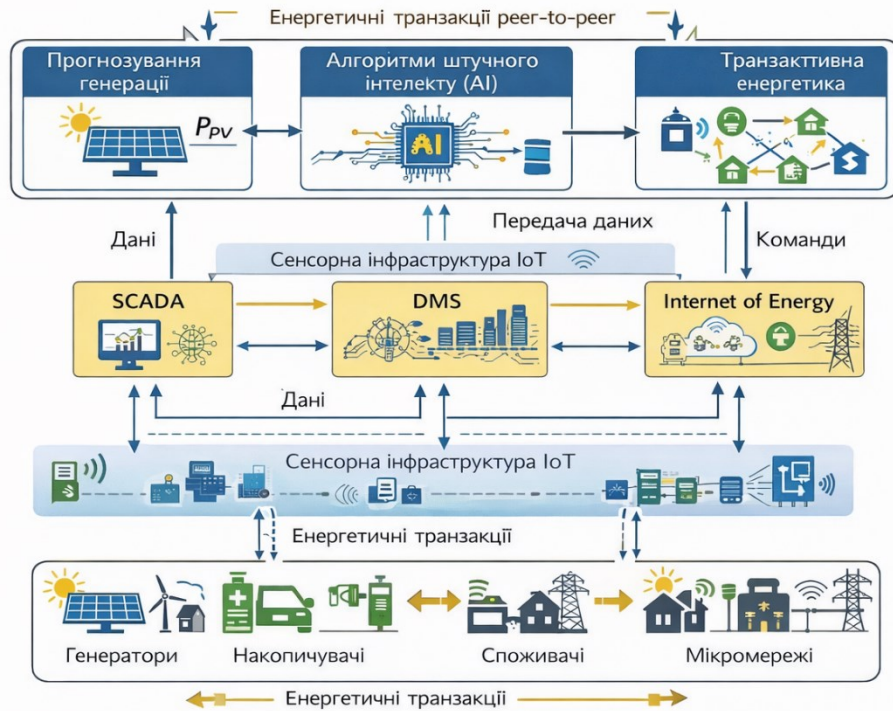 Енергетичні транзакції peer-to-peer
Прогнозування
генерації
P_PV
Алгоритми штучного
інтелекту (AI)
AI
Транзакттивна
енергетика
Дані
Передача даних
Команди
Сенсорна інфраструктура IoT
SCADA
DMS
Internet of Energy
Дані
Сенсорна інфраструктура IoT
Енергетичні транзакції
Генератори
Накопичувачі
Споживачі
Мікромережі
Енергетичні транзакції